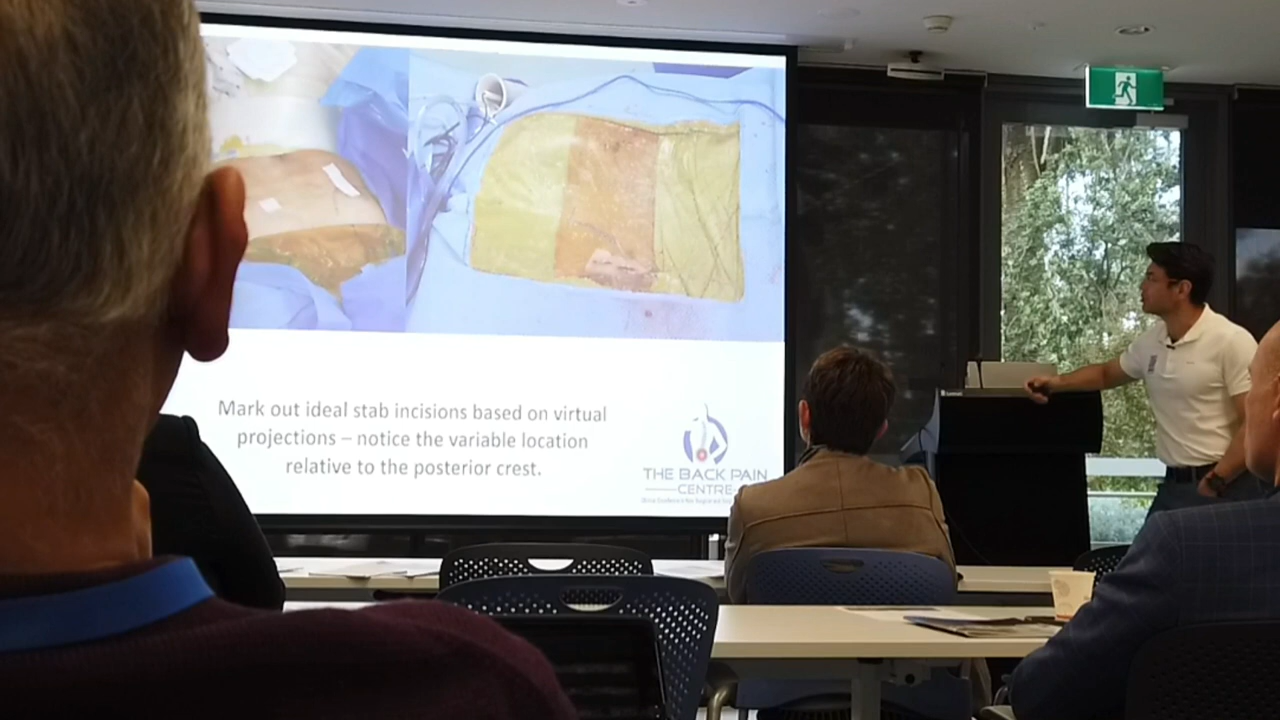 Mark out ideal stab incisions based on virtual
projections – notice the variable location
relative to the posterior crest.
THE BACK PAIN
CENTRE